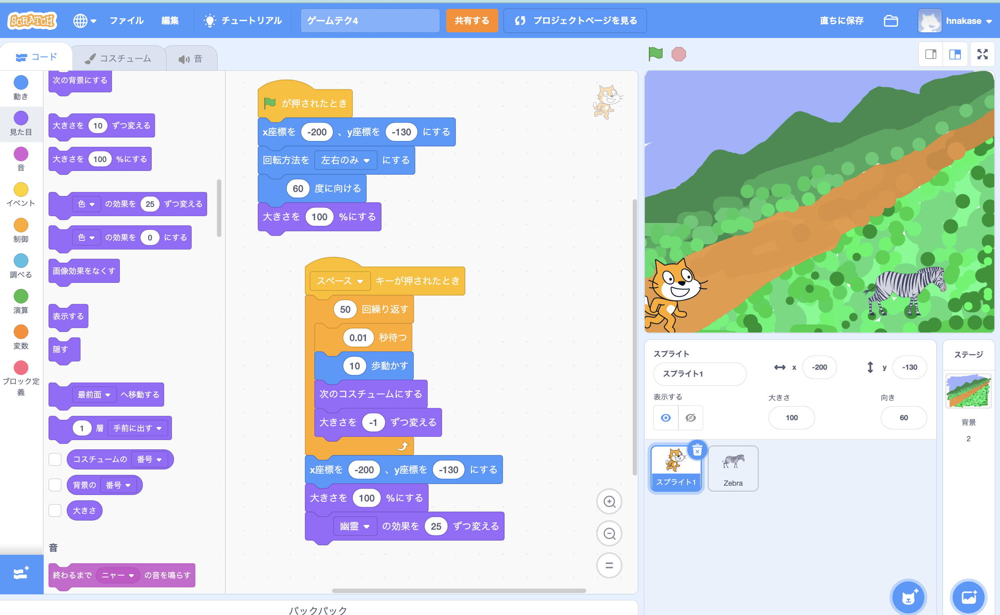 SCRATCH ファイル 編集 チュートリアル ゲームテク4 共有する プロジェクトページを見る 直ちに保存 hnakase
コード コスチューム 音
動き
見た目
音
イベント
制御
調べる
演算
変数
ブロック定
義
次の背景にする
大きさを 10 ずつ変える
大きさを 100 %にする
色 の効果を 25 ずつ変える
色 の効果を 0 にする
画像効果をなくす
表示する
隠す
最前面 へ移動する
1 層 手前に出す
コスチュームの 番号
背景の 番号
大きさ
音
終わるまで ニャー の音を鳴らす
が押されたとき
x座標を -200 、y座標を -130 にする
回転方法を 左右のみ にする
60 度に向ける
大きさを 100 %にする
スペース キーが押されたとき
50 回繰り返す
0.01 秒待つ
10 歩動かす
次のコスチュームにする
大きさを -1 ずつ変える
x座標を -200 、y座標を -130 にする
大きさを 100 %にする
幽霊 の効果を 25 ずつ変える
バックパック
スプライト
スプライト1 x -200 y -130
表示する 大きさ 向き
100 60
スプライト1 Zebra
ステージ
背景
2